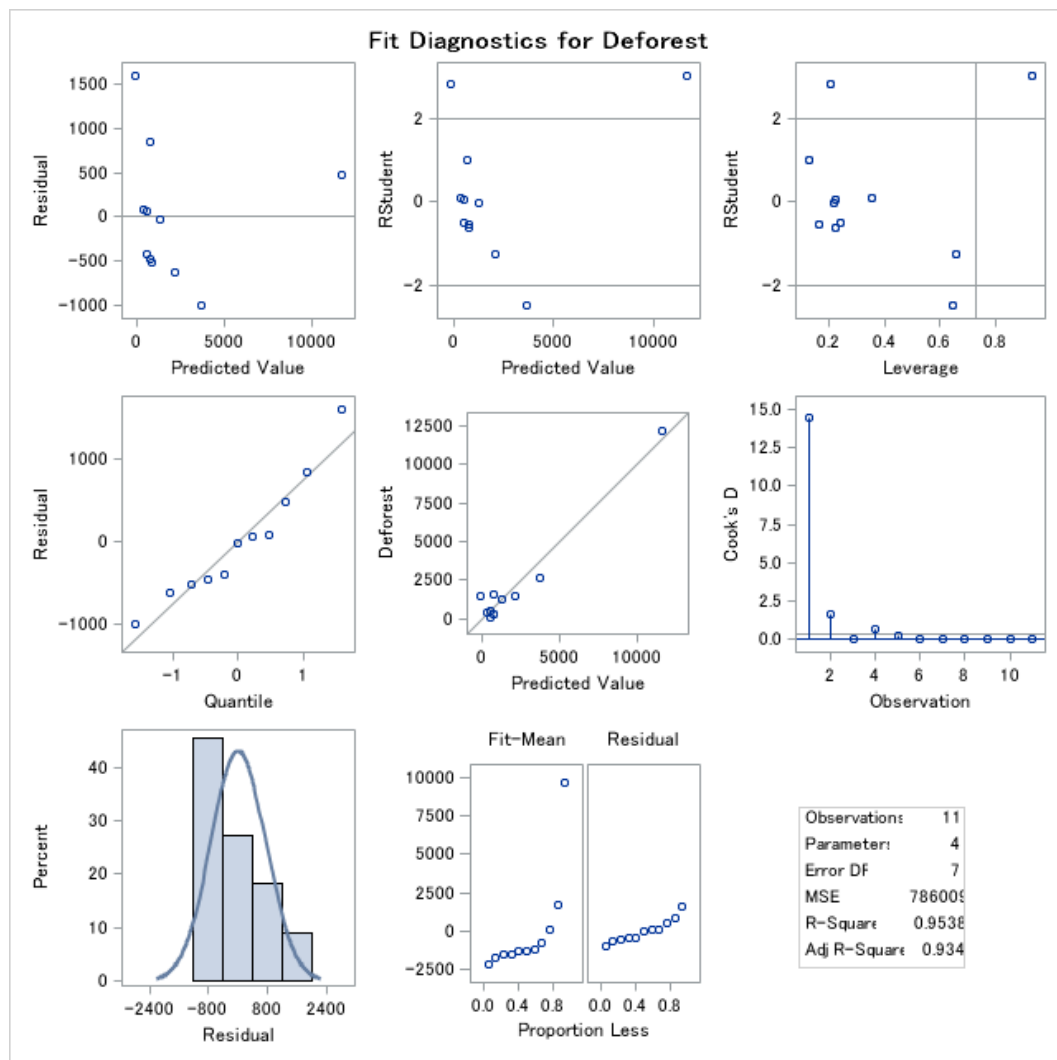 Fit Diagnostics for Deforest
1500
1000
500
0
−500
−1000
Residual
0 5000 10000
Predicted Value
2
0
−2
RStudent
0 5000 10000
Predicted Value
2
0
−2
RStudent
0.2 0.4 0.6 0.8
Leverage
1000
0
−1000
Residual
−1 0 1
Quantile
12500
10000
7500
5000
2500
0
Deforest
0 5000 10000
Predicted Value
15.0
12.5
10.0
7.5
5.0
2.5
0.0
Cook's D
2 4 6 8 10
Observation
40
30
20
10
0
Percent
−2400 −800 800 2400
Residual
Fit−Mean Residual
10000
7500
5000
2500
0
−2500
0.0 0.4 0.8 0.0 0.4 0.8
Proportion Less
Observations 11
Parameters 4
Error DF 7
MSE 786009
R−Square 0.9538
Adj R−Square 0.934